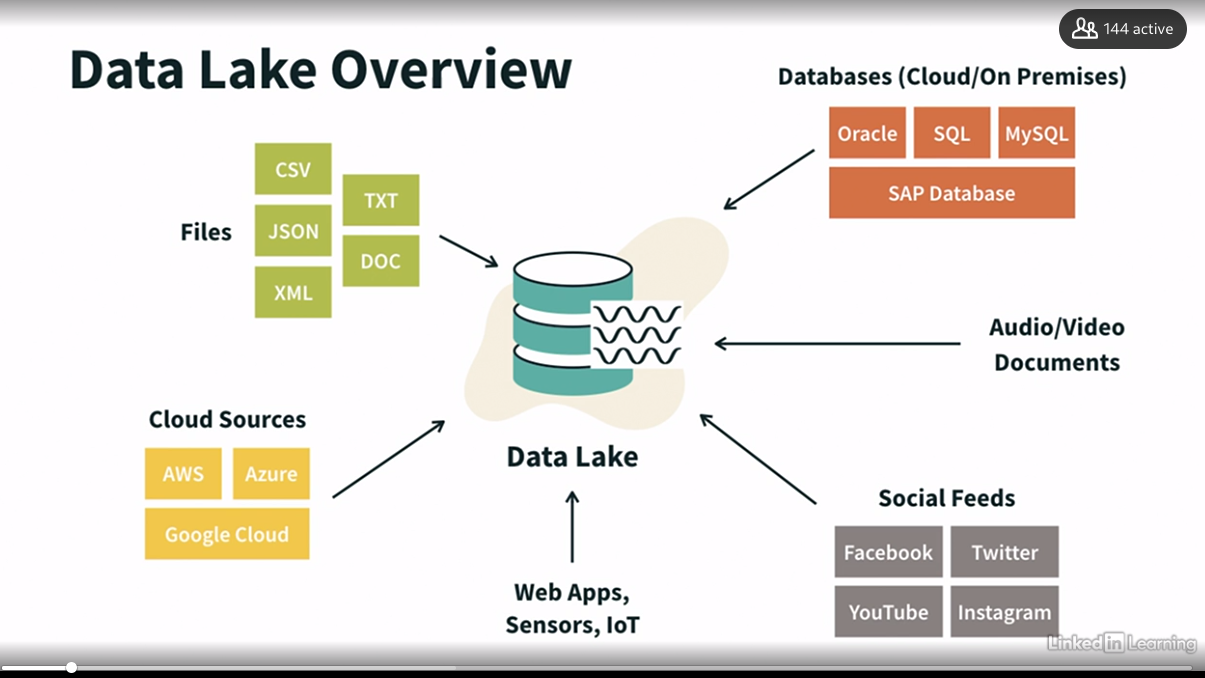 144 active
Data Lake Overview
Databases (Cloud/On Premises)
Oracle
SQL
MySQL
SAP Database
CSV
TXT
Files
JSON
DOC
XML
Audio/Video
Documents
Cloud Sources
AWS
Azure
Google Cloud
Data Lake
Social Feeds
Facebook
Twitter
YouTube
Instagram
Web Apps,
Sensors, IoT
Linked in Learning